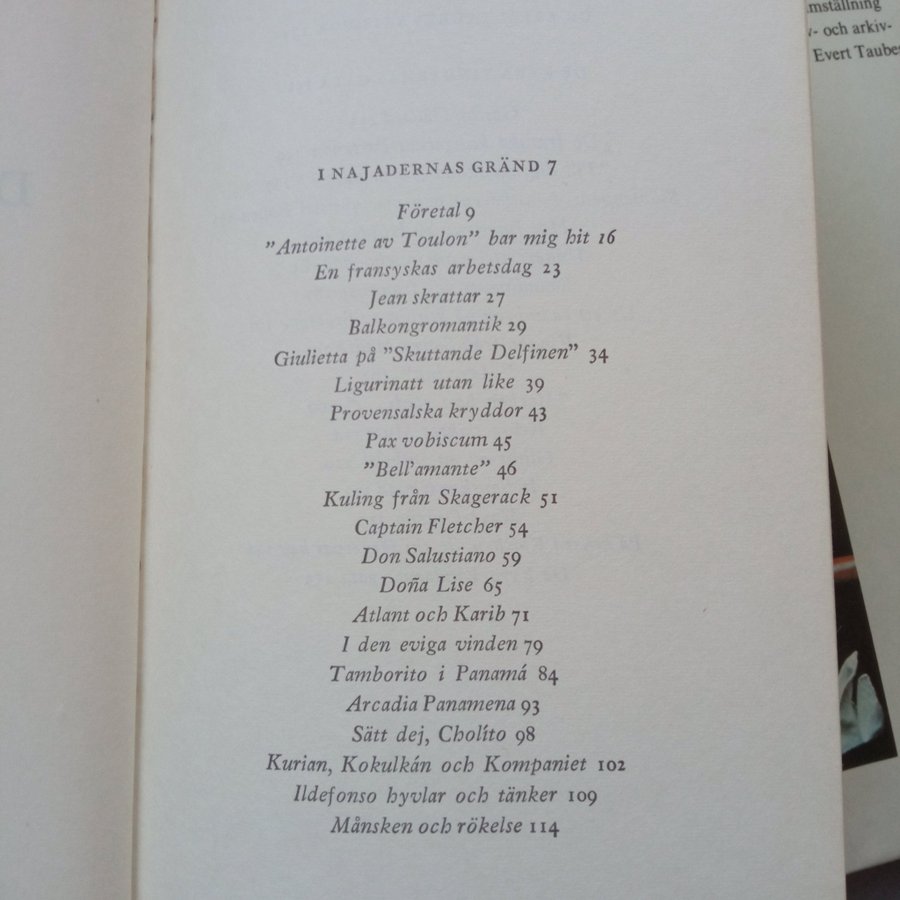 I NAJADERNAS GRÄND 7
Företal 9
”Antoinette av Toulon” bar mig hit 16
En fransyskas arbetsdag 23
Jean skrattar 27
Balkongromantik 29
Giulietta på ”Skuttande Delfinen” 34
Ligurinatt utan like 39
Provensalska kryddor 43
Pax vobiscum 45
”Bell’amante” 46
Kuling från Skagerack 51
Captain Fletcher 54
Don Salustiano 59
Doña Lise 65
Atlant och Karib 71
I den eviga vinden 79
Tamborito i Panamá 84
Arcadia Panamena 93
Sätt dej, Cholíto 98
Kurian, Kokulkán och Kompaniet 102
Ildefonso hyvlar och tänker 109
Månsken och rökelse 114
mställning
- och arkiv-
Evert Taubes